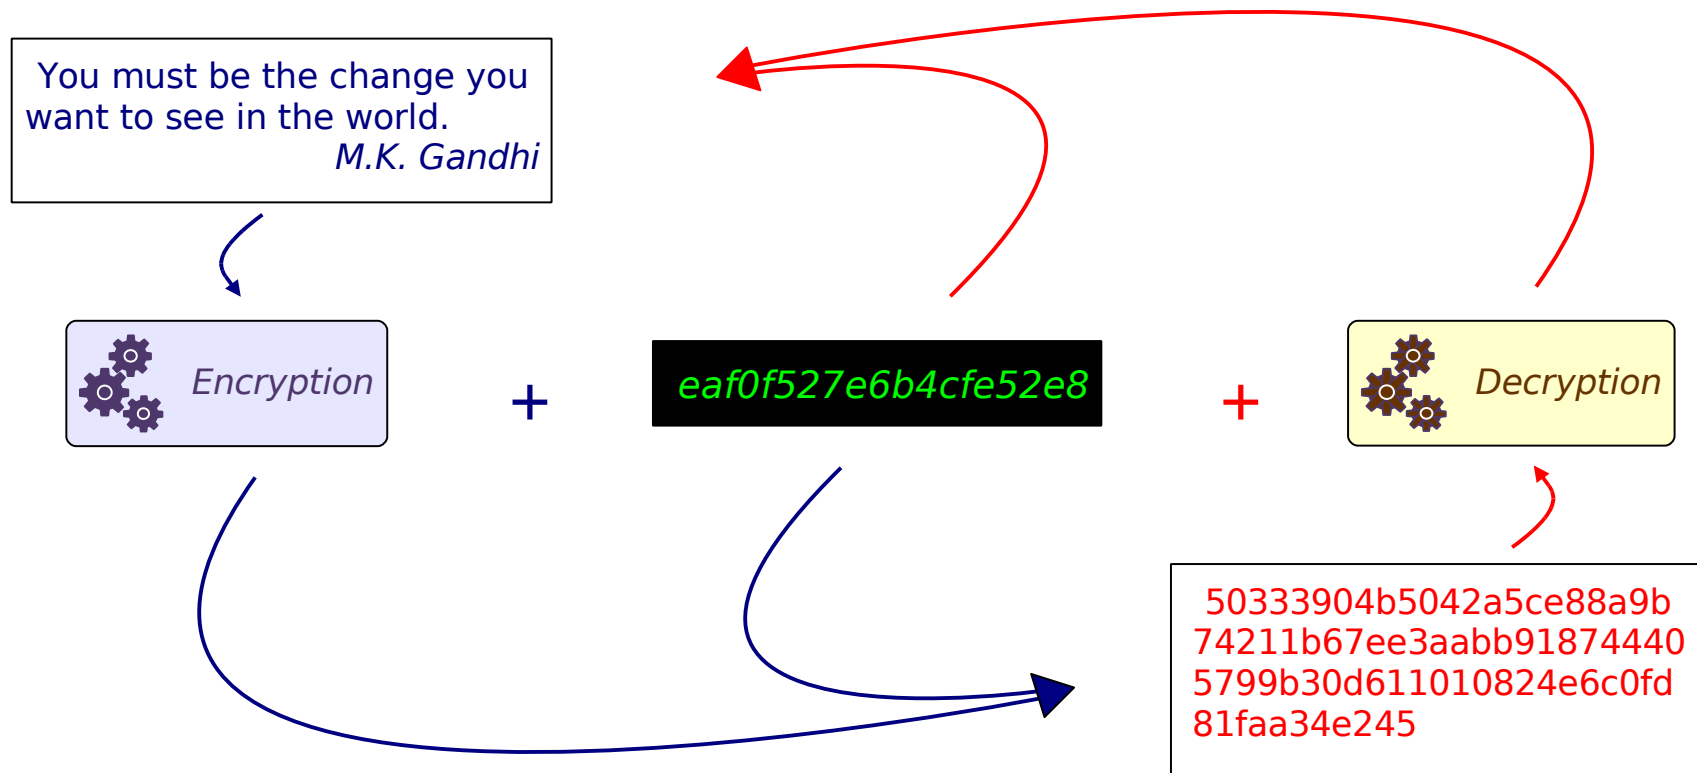 You must be the change you
want to see in the world.
M.K. Gandhi
Encryption
+
eaf0f527e6b4cfe52e8
+
Decryption
50333904b5042a5ce88a9b
74211b67ee3aabb91874440
5799b30d611010824e6c0fd
81faa34e245